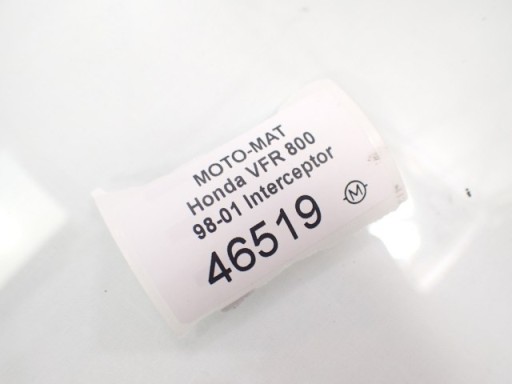 MOTO-MAT
Honda VFR 800
98-01 Interceptor
46519
M